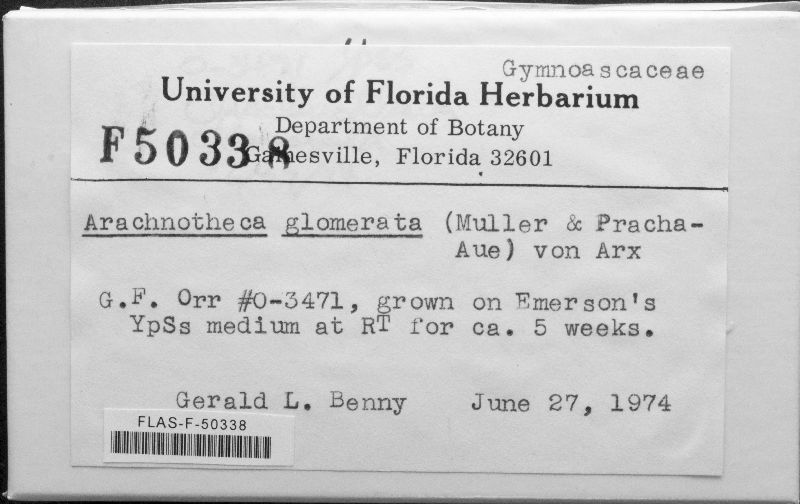 Gymnoascaceae
University of Florida Herbarium
Department of Botany
F50338
Gainesville, Florida 32601
Arachnotheca glomerata (Muller & Pracha-
Aue) von Arx
G.F. Orr #O-3471, grown on Emerson's
YpSs medium at RT for ca. 5 weeks.
Gerald L. Benny June 27, 1974
FLAS-F-50338